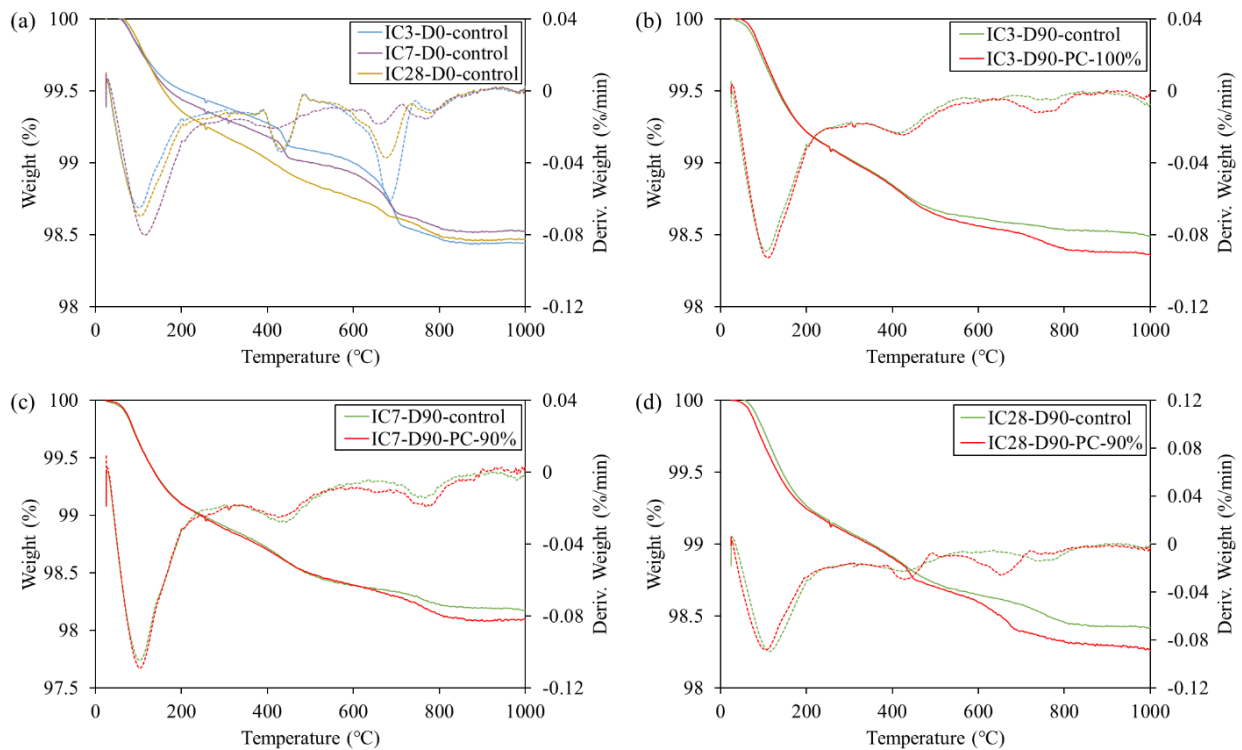 (a)
100
99.5
99
98.5
98
Weight (%)
0.04
0
-0.04
-0.08
-0.12
Deriv. Weight (%/min)
0
200
400
600
800
1000
Temperature (℃)
IC3-D0-control
IC7-D0-control
IC28-D0-control
(b)
100
99.5
99
98.5
98
Weight (%)
0.04
0
-0.04
-0.08
-0.12
Deriv. Weight (%/min)
0
200
400
600
800
1000
Temperature (℃)
IC3-D90-control
IC3-D90-PC-100%
(c)
100
99.5
99
98.5
98
97.5
Weight (%)
0.04
0
-0.04
-0.08
-0.12
Deriv. Weight (%/min)
0
200
400
600
800
1000
Temperature (℃)
IC7-D90-control
IC7-D90-PC-90%
(d)
100
99.5
99
98.5
98
Weight (%)
0.12
0.08
0.04
0
-0.04
-0.08
-0.12
Deriv. Weight (%/min)
0
200
400
600
800
1000
Temperature (℃)
IC28-D90-control
IC28-D90-PC-90%